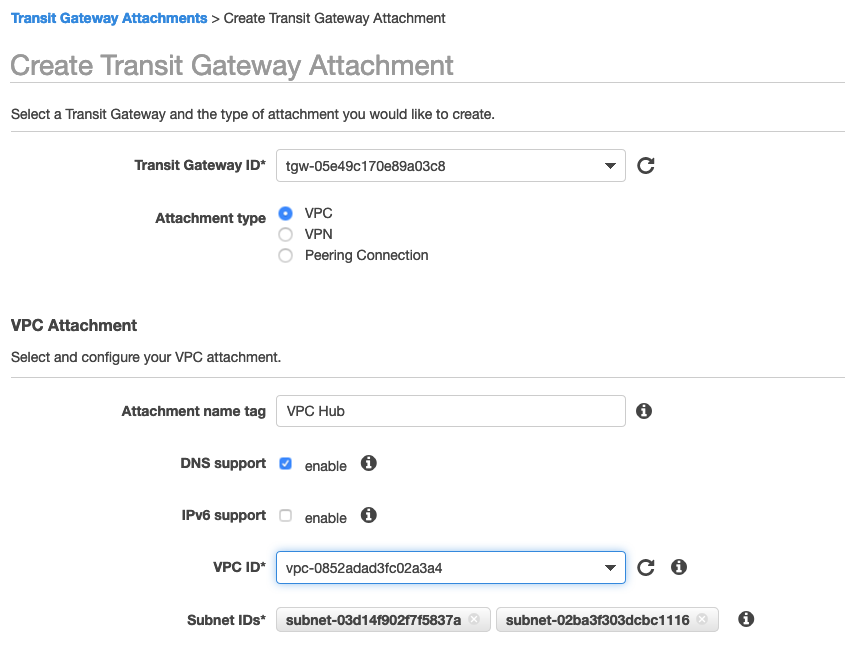 Transit Gateway Attachments > Create Transit Gateway Attachment
Create Transit Gateway Attachment
Select a Transit Gateway and the type of attachment you would like to create.
Transit Gateway ID* tgw-05e49c170e89a03c8
Attachment type VPC
VPN
Peering Connection
VPC Attachment
Select and configure your VPC attachment.
Attachment name tag VPC Hub
DNS support enable
IPv6 support enable
VPC ID* vpc-0852adad3fc02a3a4
Subnet IDs* subnet-03d14f902f7f5837a subnet-02ba3f303dcbc1116